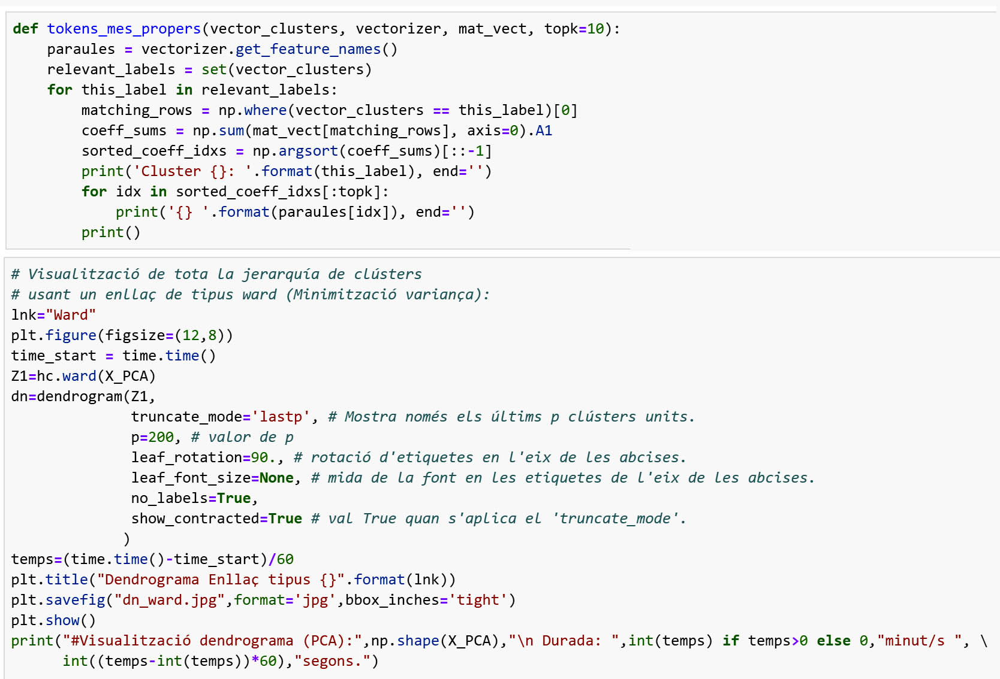 def tokens_mes_propers(vector_clusters, vectorizer, mat_vect, topk=10):
    paraules = vectorizer.get_feature_names()
    relevant_labels = set(vector_clusters)
    for this_label in relevant_labels:
        matching_rows = np.where(vector_clusters == this_label)[0]
        coeff_sums = np.sum(mat_vect[matching_rows], axis=0).A1
        sorted_coeff_idxs = np.argsort(coeff_sums)[::-1]
        print('Cluster {}: '.format(this_label), end='')
        for idx in sorted_coeff_idxs[:topk]:
            print('{} '.format(paraules[idx]), end='')
        print()
# Visualització de tota la jerarquía de clústers
# usant un enllaç de tipus ward (Minimització variança):
lnk="Ward"
plt.figure(figsize=(12,8))
time_start = time.time()
Z1=hc.ward(X_PCA)
dn=dendrogram(Z1,
              truncate_mode='lastp', # Mostra només els últims p clústers units.
              p=200, # valor de p
              leaf_rotation=90., # rotació d'etiquetes en l'eix de les abcises.
              leaf_font_size=None, # mida de la font en les etiquetes de l'eix de les abcises.
              no_labels=True,
              show_contracted=True # val True quan s'aplica el 'truncate_mode'.
             )
temps=(time.time()-time_start)/60
plt.title("Dendrograma Enllaç tipus {}".format(lnk))
plt.savefig("dn_ward.jpg",format='jpg',bbox_inches='tight')
plt.show()
print("#Visualització dendrograma (PCA):",np.shape(X_PCA),"\n Durada: ",int(temps) if temps>0 else 0,"minut/s ", \
      int((temps-int(temps))*60),"segons.")